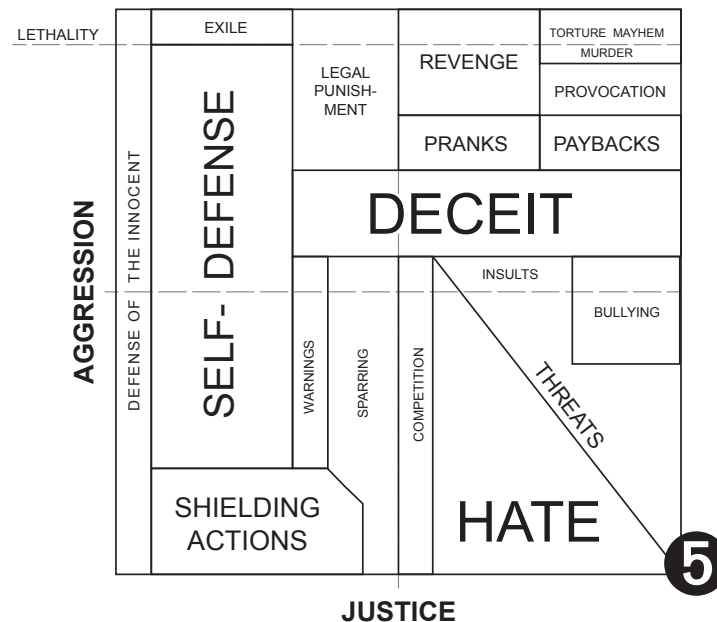 LETHALITY
EXILE
TORTURE MAYHEM
MURDER
REVENGE
LEGAL
PUNISH-
MENT
PROVOCATION
PRANKS
PAYBACKS
DEFENSE OF THE INNOCENT
SELF- DEFENSE
DECEIT
AGGRESSION
INSULTS
BULLYING
WARNINGS
SPARRING
COMPETITION
THREATS
SHIELDING
ACTIONS
HATE
5
JUSTICE